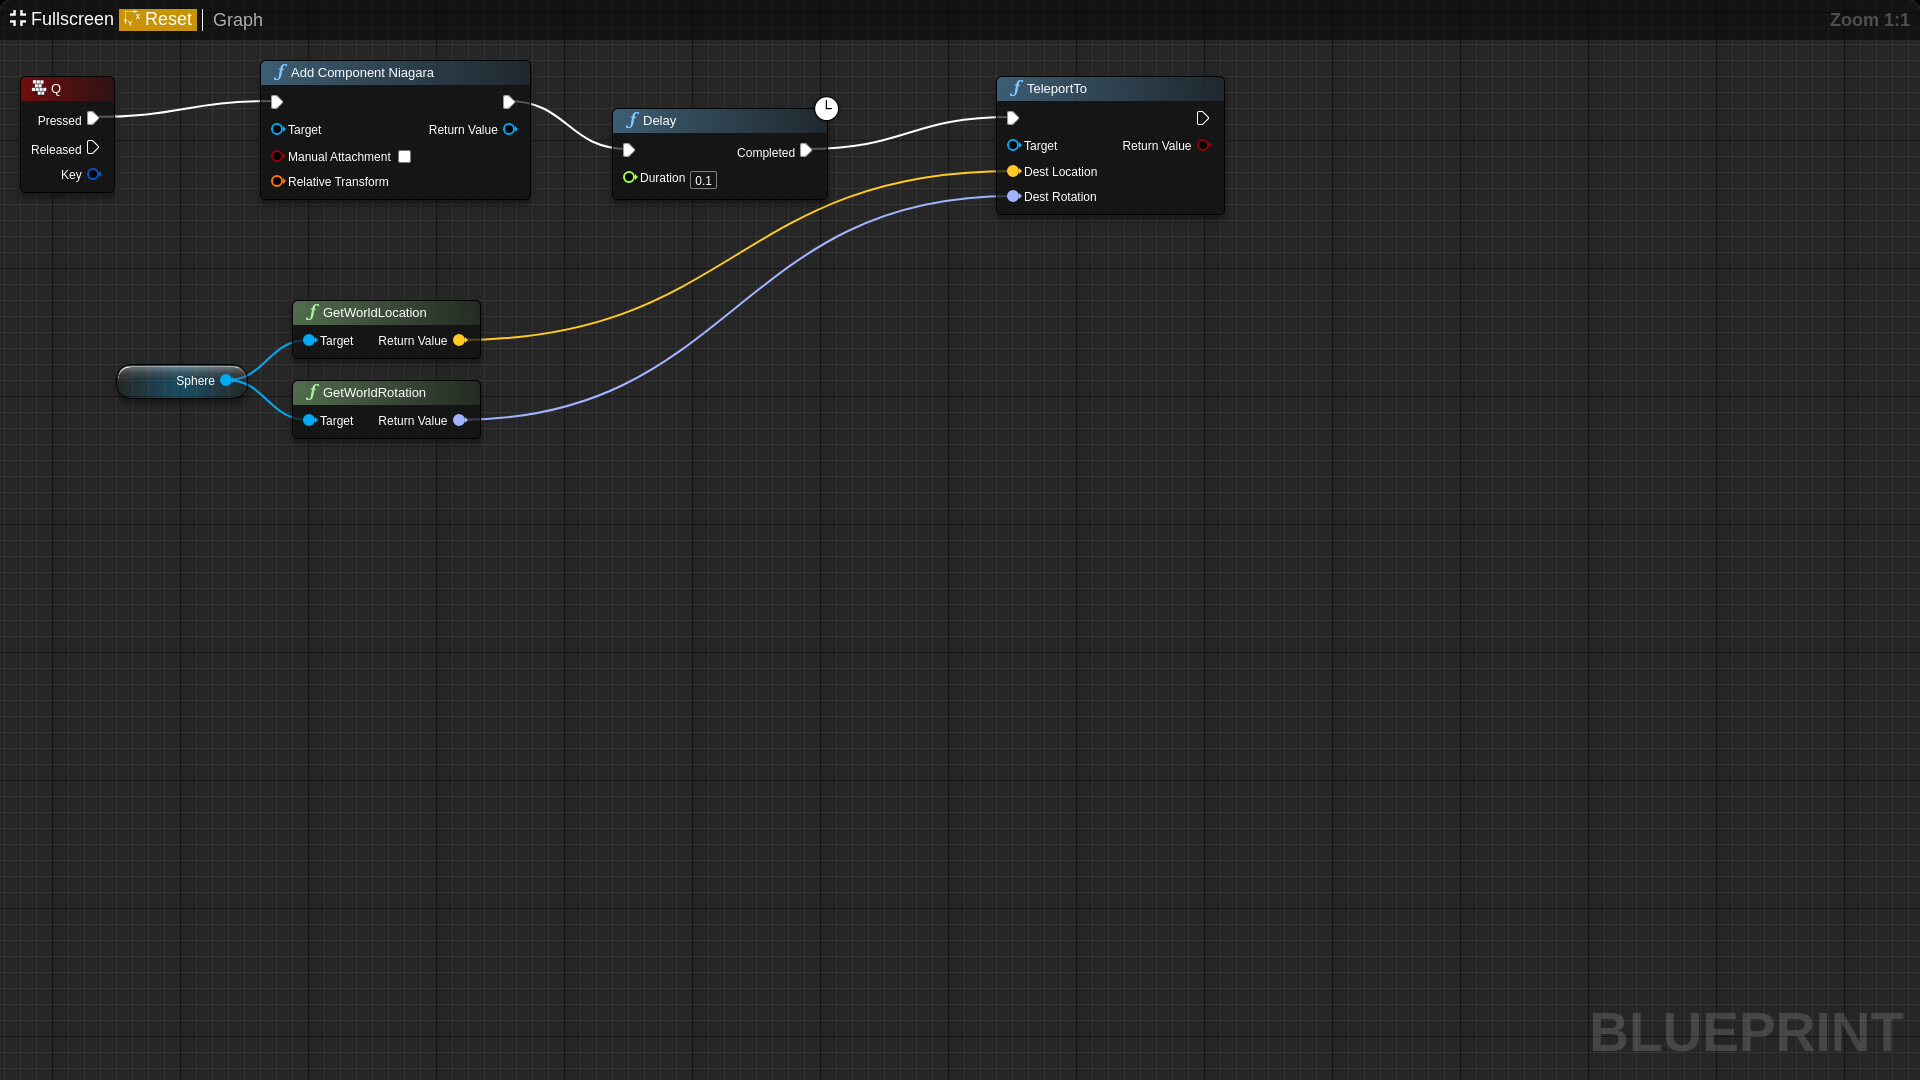 Fullscreen Reset Graph Zoom 1:1
Q
Pressed
Released
Key
Add Component Niagara
Target Return Value
Manual Attachment
Relative Transform
Delay
Completed
Duration 0.1
TeleportTo
Target Return Value
Dest Location
Dest Rotation
GetWorldLocation
Target Return Value
Sphere
GetWorldRotation
Target Return Value
BLUEPRINT